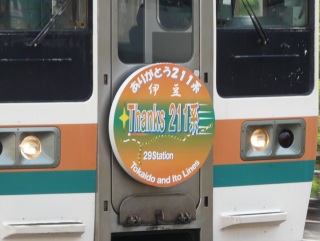 ありがとう211系
伊豆
Thanks 211系
29Station
Tokaido and Ito Lines